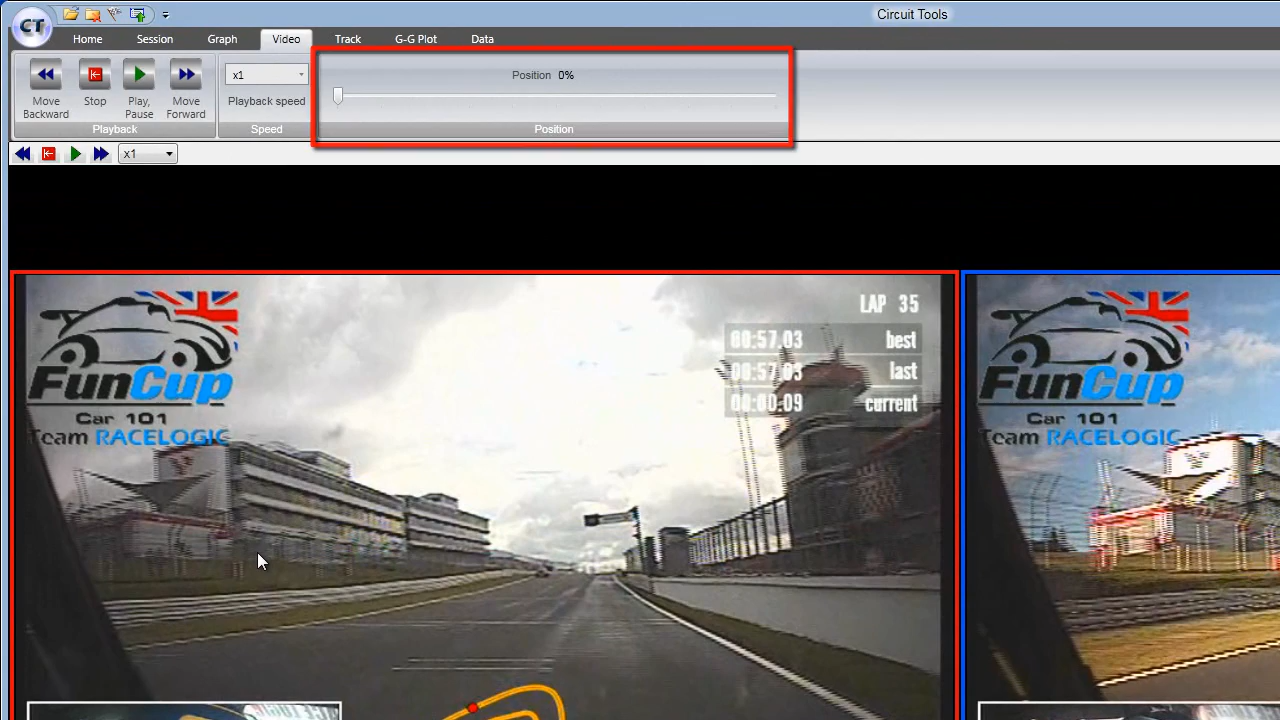 CT
Circuit Tools
Home Session Graph Video Track G-G Plot Data
Move Backward
Stop
Play, Pause
Move Forward
x1
Playback speed
Position 0%
Playback
Speed
Position
x1
FunCup
Car 101
Team RACELOGIC
LAP 35
00:57.03 best
00:57.03 last
00:00.09 current
FunCup
Car 101
Team RACELOGIC